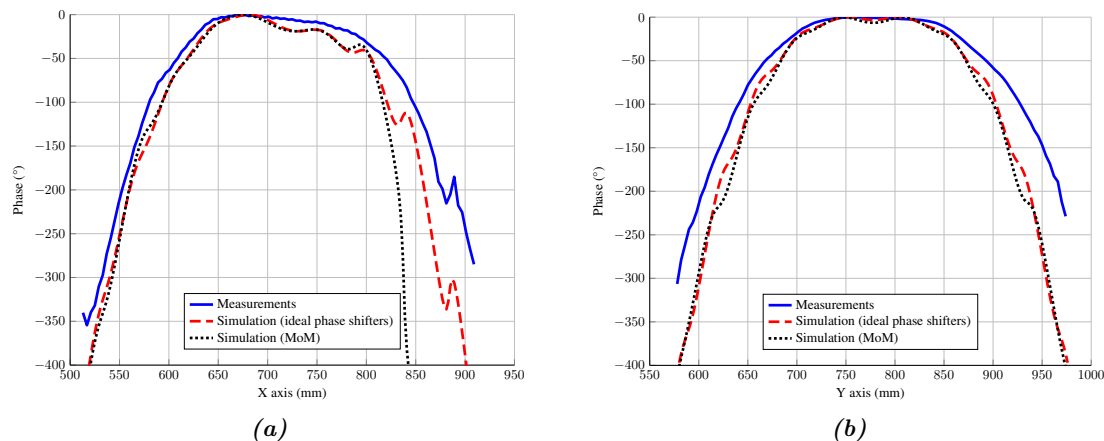 0
−50
−100
−150
−200
−250
−300
−350
−400
Phase (°)
500 550 600 650 700 750 800 850 900 950
X axis (mm)
Measurements
Simulation (ideal phase shifters)
Simulation (MoM)
(a)
0
−50
−100
−150
−200
−250
−300
−350
−400
Phase (°)
550 600 650 700 750 800 850 900 950 1000
Y axis (mm)
Measurements
Simulation (ideal phase shifters)
Simulation (MoM)
(b)